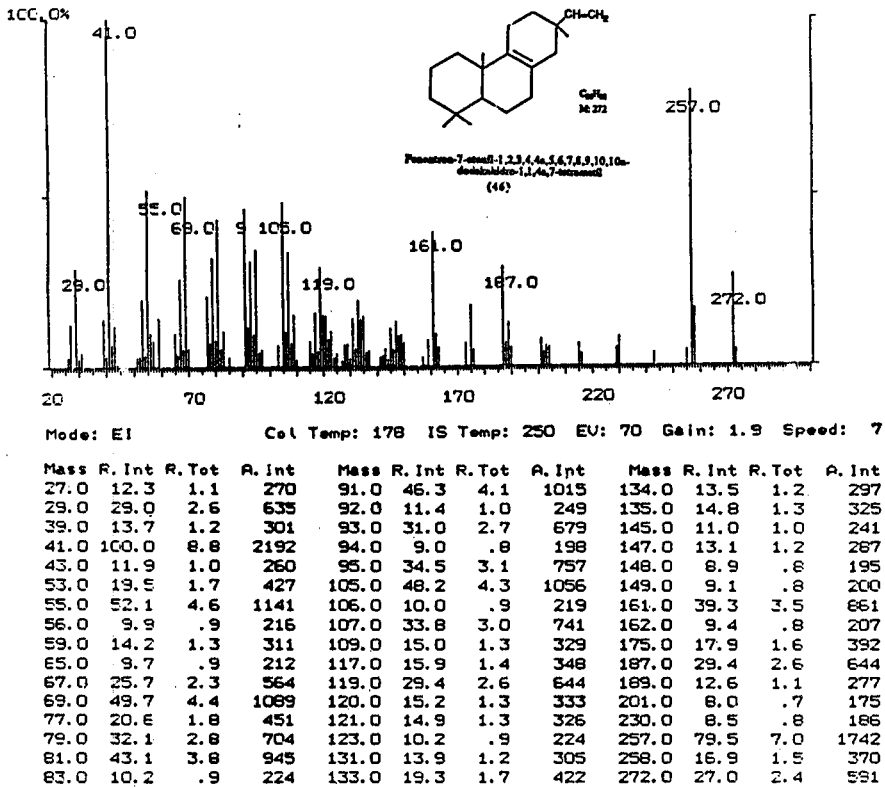 100.0%
41.0
CH=CH2
257.0
M: 272
55.0
69.0
9
105.0
161.0
29.0
119.0
187.0
272.0
(46)
20 70 120 170 220 270
Mode: EI Col Temp: 178 IS Temp: 250 EV: 70 Gain: 1.9 Speed: 7
Mass R. Int R. Tot A. Int Mass R. Int R. Tot A. Int Mass R. Int R. Tot A. Int
27.0 12.3 1.1 270 91.0 46.3 4.1 1015 134.0 13.5 1.2 297
29.0 29.0 2.6 635 92.0 11.4 1.0 249 135.0 14.8 1.3 325
39.0 13.7 1.2 301 93.0 31.0 2.7 679 145.0 11.0 1.0 241
41.0 100.0 8.8 2192 94.0 9.0 .8 198 147.0 13.1 1.2 287
43.0 11.9 1.0 260 95.0 34.5 3.1 757 148.0 8.9 .8 195
53.0 19.5 1.7 427 105.0 48.2 4.3 1056 149.0 9.1 .8 200
55.0 52.1 4.6 1141 106.0 10.0 .9 219 161.0 39.3 3.5 861
56.0 9.9 .9 216 107.0 33.8 3.0 741 162.0 9.4 .8 207
59.0 14.2 1.3 311 109.0 15.0 1.3 329 175.0 17.9 1.6 392
65.0 9.7 .9 212 117.0 15.9 1.4 348 187.0 29.4 2.6 644
67.0 25.7 2.3 564 119.0 29.4 2.6 644 189.0 12.6 1.1 277
69.0 49.7 4.4 1089 120.0 15.2 1.3 333 201.0 8.0 .7 175
77.0 20.6 1.8 451 121.0 14.9 1.3 326 230.0 8.5 .8 186
79.0 32.1 2.8 704 123.0 10.2 .9 224 257.0 79.5 7.0 1742
81.0 43.1 3.8 945 131.0 13.9 1.2 305 258.0 16.9 1.5 370
83.0 10.2 .9 224 133.0 19.3 1.7 422 272.0 27.0 2.4 591